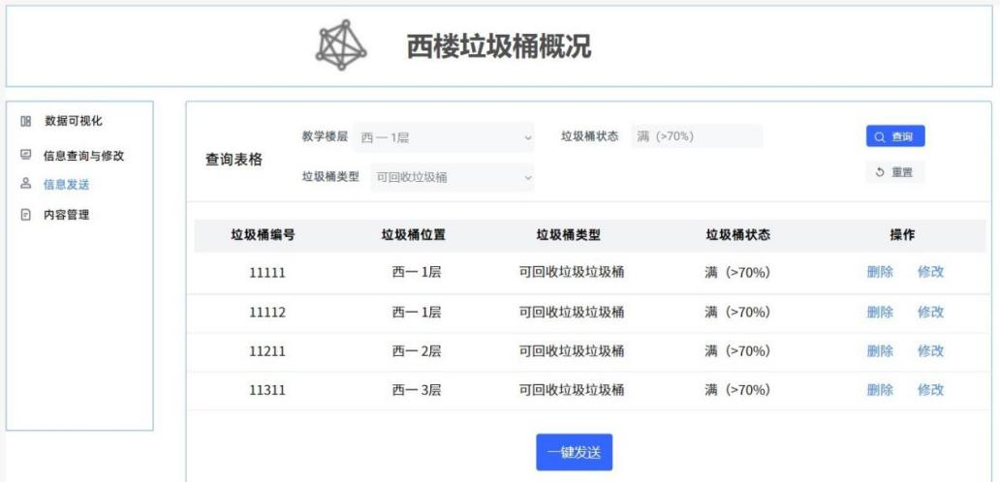 西楼垃圾桶概况
数据可视化
信息查询与修改
信息发送
内容管理
查询表格
教学楼层 西一 1层 垃圾桶状态 满（>70%） 查询
垃圾桶类型 可回收垃圾桶 重置
垃圾桶编号 垃圾桶位置 垃圾桶类型 垃圾桶状态 操作
11111 西一 1层 可回收垃圾垃圾桶 满（>70%） 删除 修改
11112 西一 1层 可回收垃圾垃圾桶 满（>70%） 删除 修改
11211 西一 2层 可回收垃圾垃圾桶 满（>70%） 删除 修改
11311 西一 3层 可回收垃圾垃圾桶 满（>70%） 删除 修改
一键发送